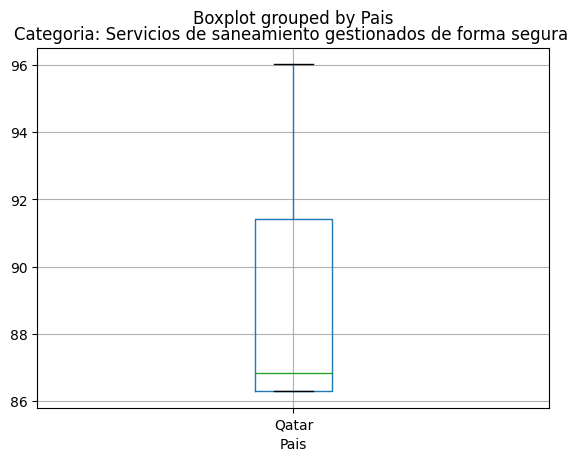 Boxplot grouped by Pais
Categoria: Servicios de saneamiento gestionados de forma segura
96
94
92
90
88
86
Qatar
Pais